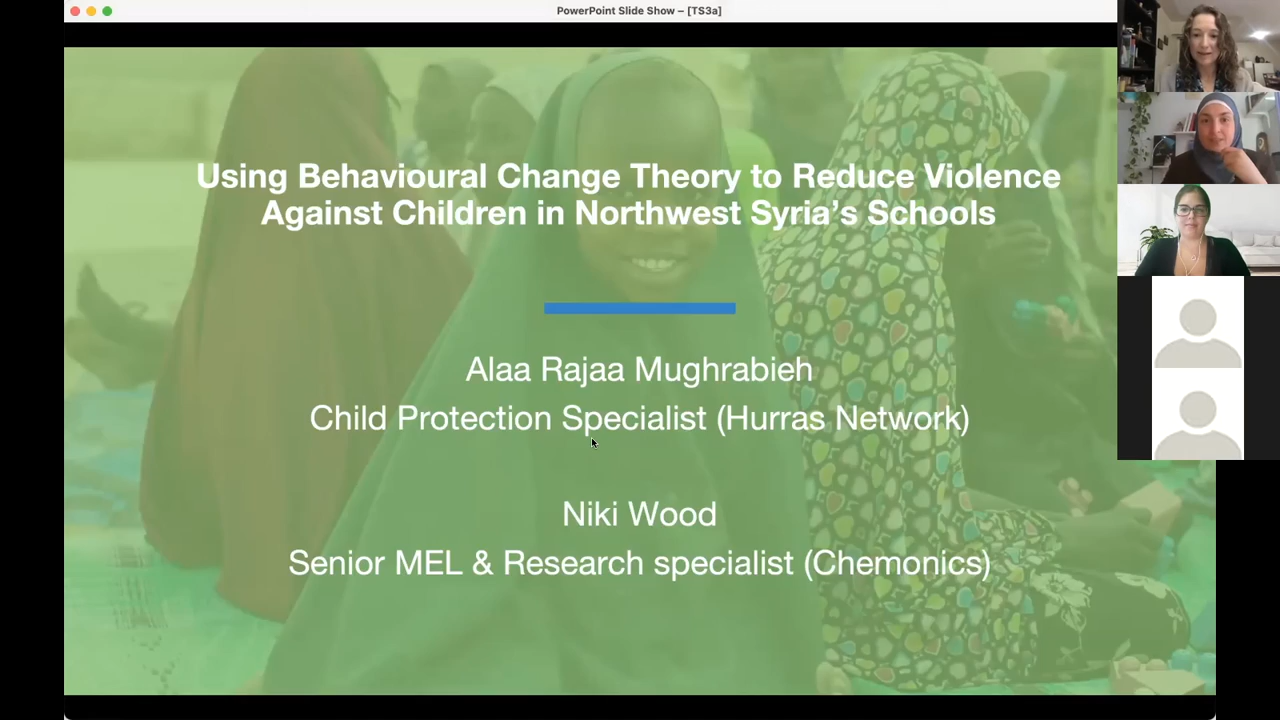 PowerPoint Slide Show – [TS3a]
Using Behavioural Change Theory to Reduce Violence
Against Children in Northwest Syria’s Schools
Alaa Rajaa Mughrabieh
Child Protection Specialist (Hurras Network)
Niki Wood
Senior MEL & Research specialist (Chemonics)